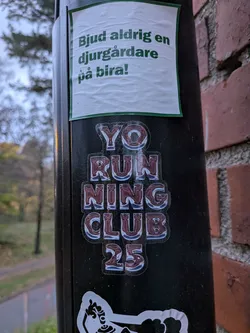 Bjud aldrig en
djurgårdare
på bira!
YO
RUN
NING
CLUB
25